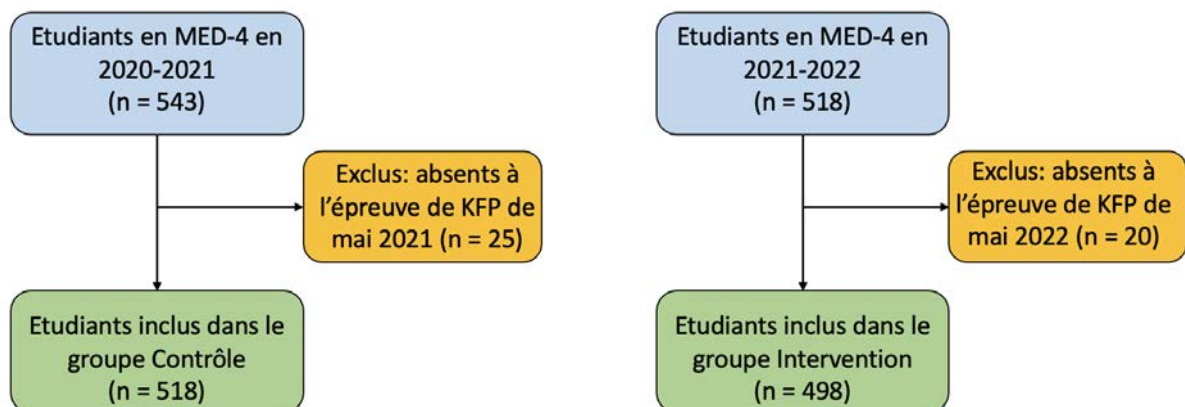 Etudiants en MED-4 en
2020-2021
(n = 543)
Exclus: absents à
l’épreuve de KFP de
mai 2021 (n = 25)
Etudiants inclus dans le
groupe Contrôle
(n = 518)
Etudiants en MED-4 en
2021-2022
(n = 518)
Exclus: absents à
l’épreuve de KFP de
mai 2022 (n = 20)
Etudiants inclus dans le
groupe Intervention
(n = 498)